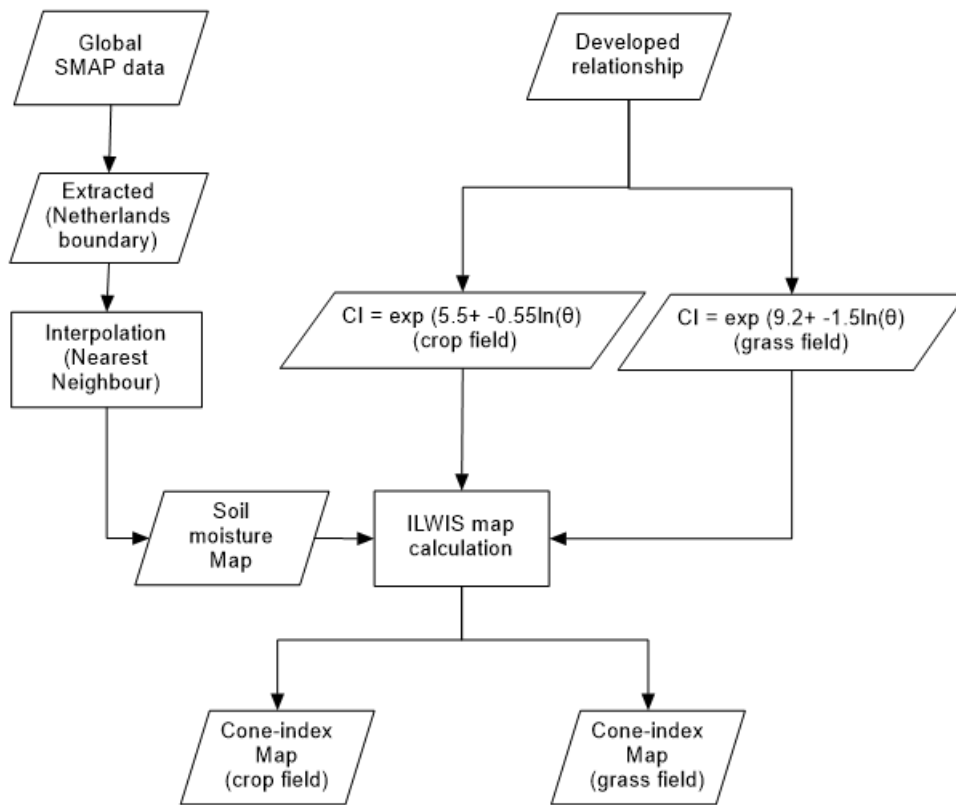 Global
SMAP data
Developed
relationship
Extracted
(Netherlands
boundary)
Interpolation
(Nearest
Neighbour)
CI = exp (5.5+ -0.55ln(θ)
(crop field)
CI = exp (9.2+ -1.5ln(θ)
(grass field)
Soil
moisture
Map
ILWIS map
calculation
Cone-index
Map
(crop field)
Cone-index
Map
(grass field)